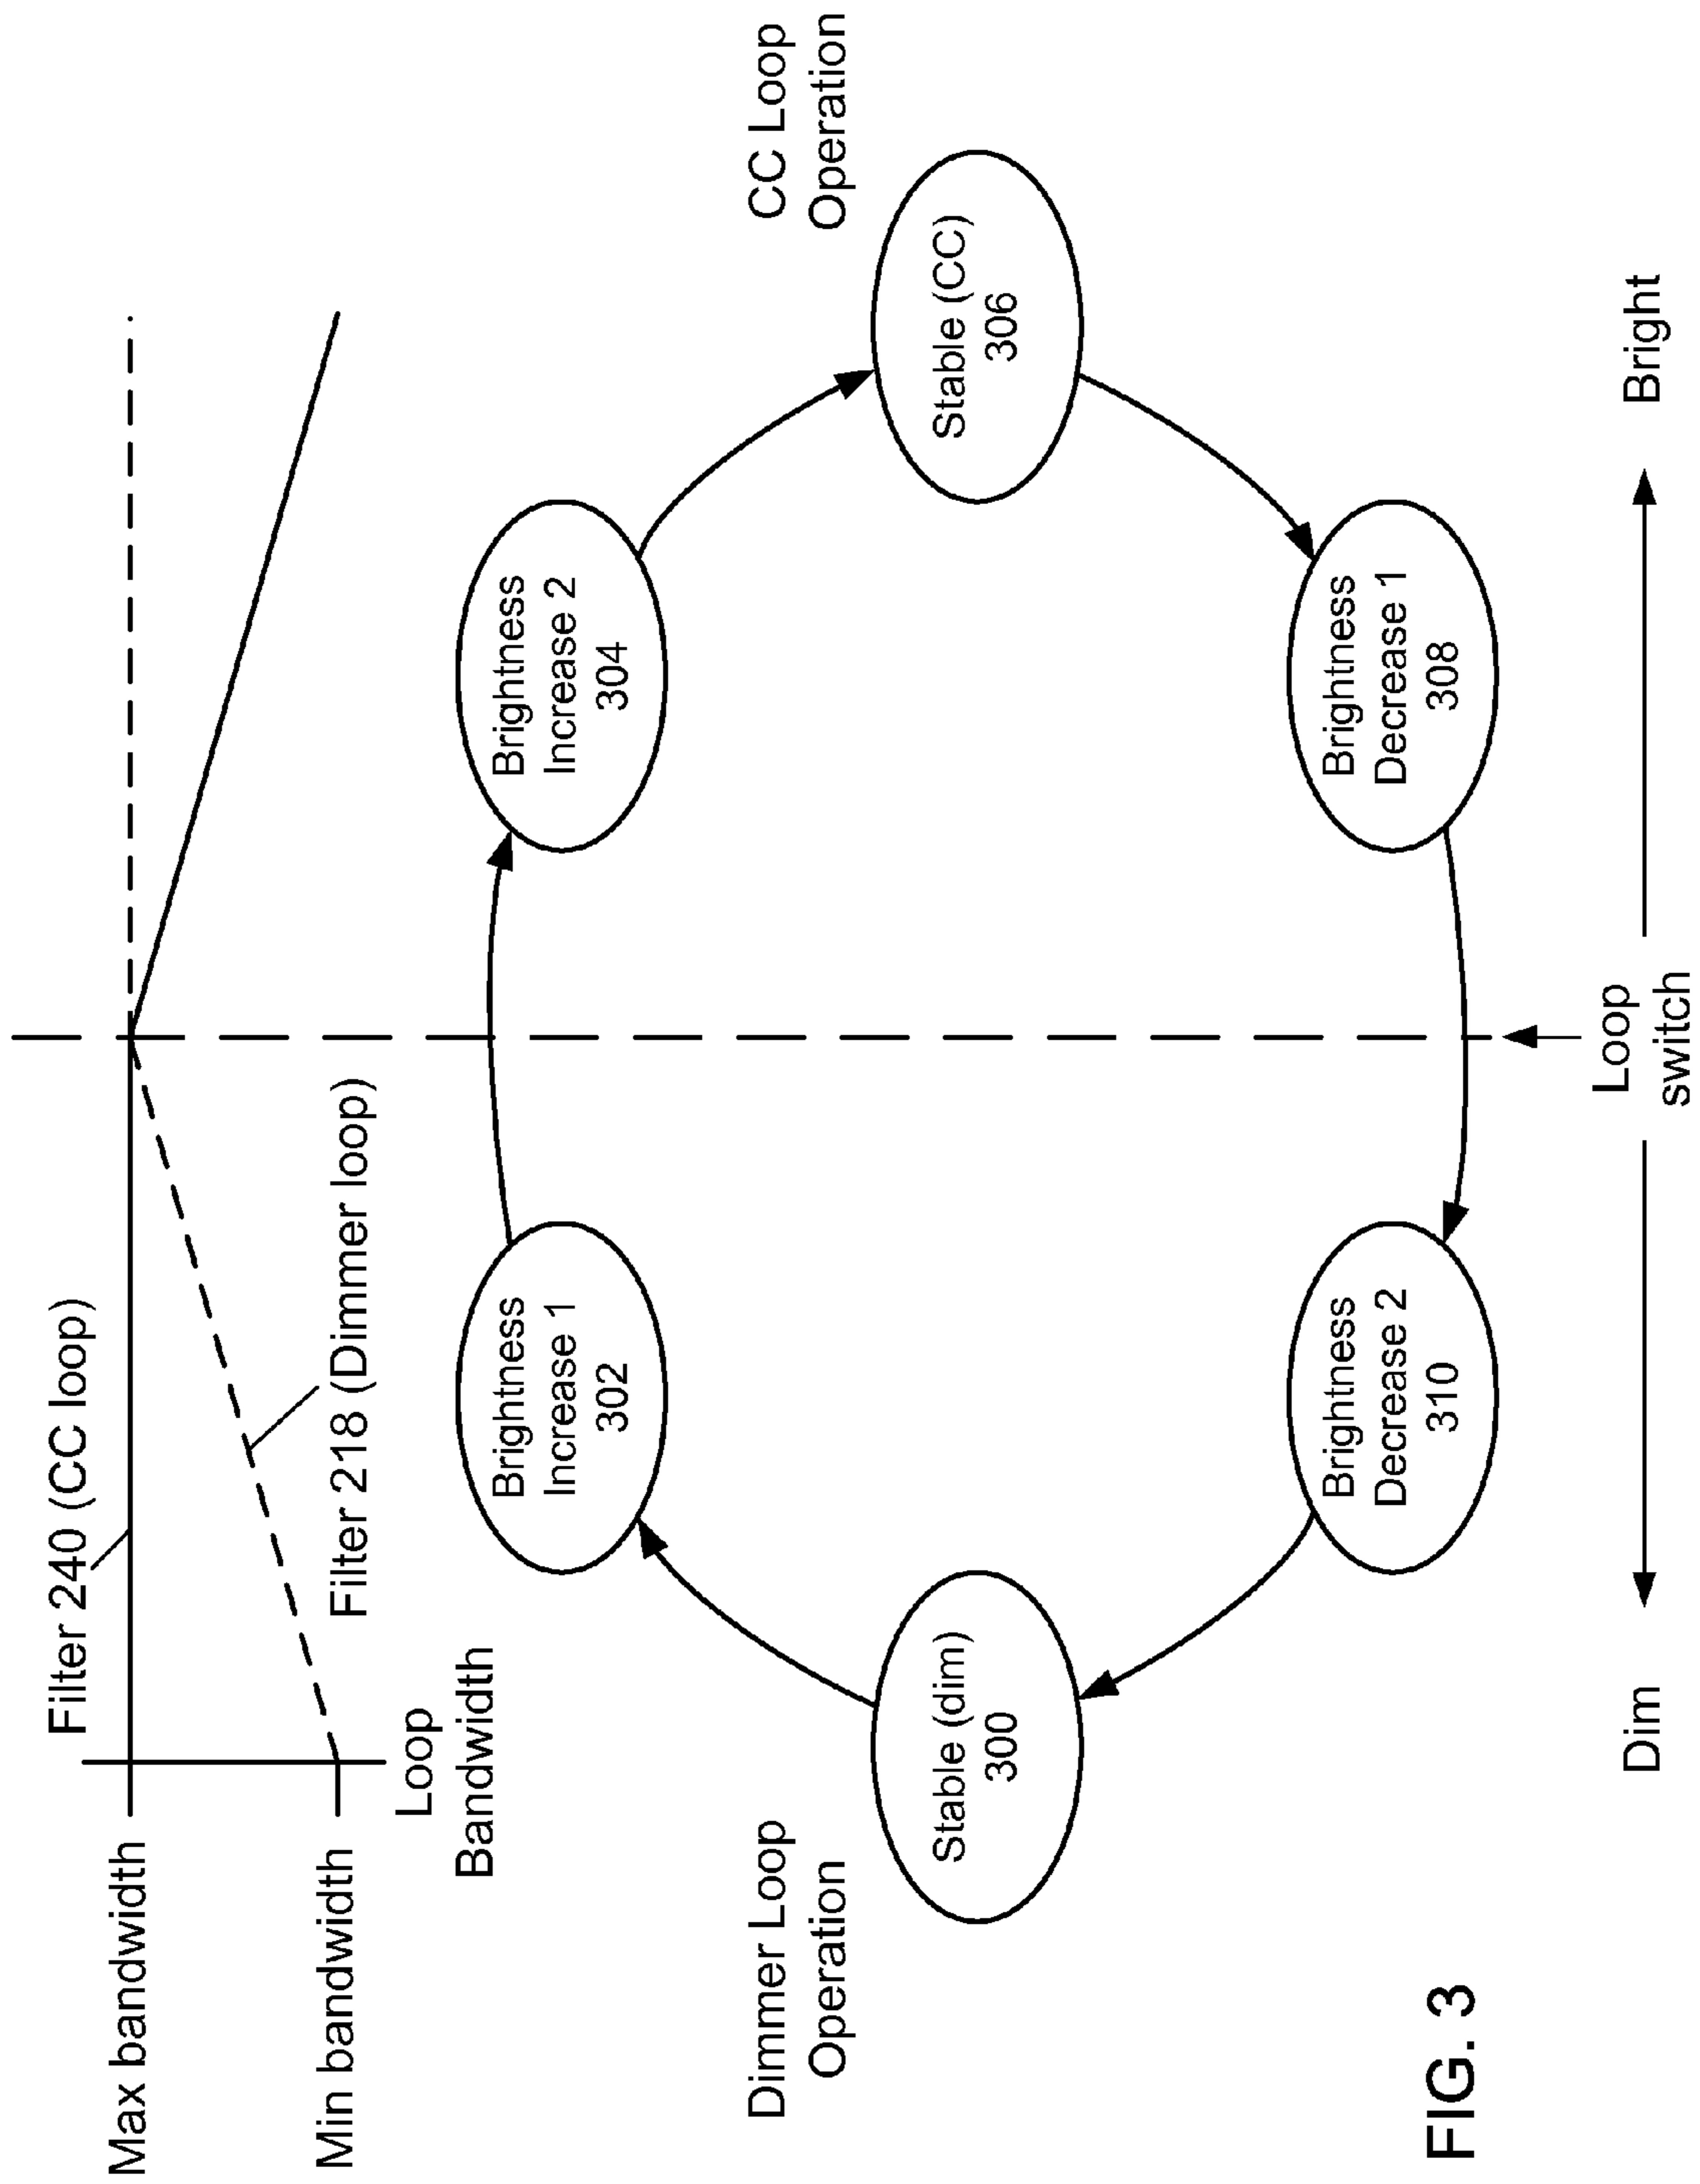 Filter 240 (CC loop)
Max bandwidth
Min bandwidth
Filter 218 (Dimmer loop)
Loop
Bandwidth
Dimmer Loop
Operation
CC Loop
Operation
Brightness
Increase 1
302
Brightness
Increase 2
304
Stable (dim)
300
Stable (CC)
306
Brightness
Decrease 2
310
Brightness
Decrease 1
308
Dim
Loop
switch
Bright
FIG. 3